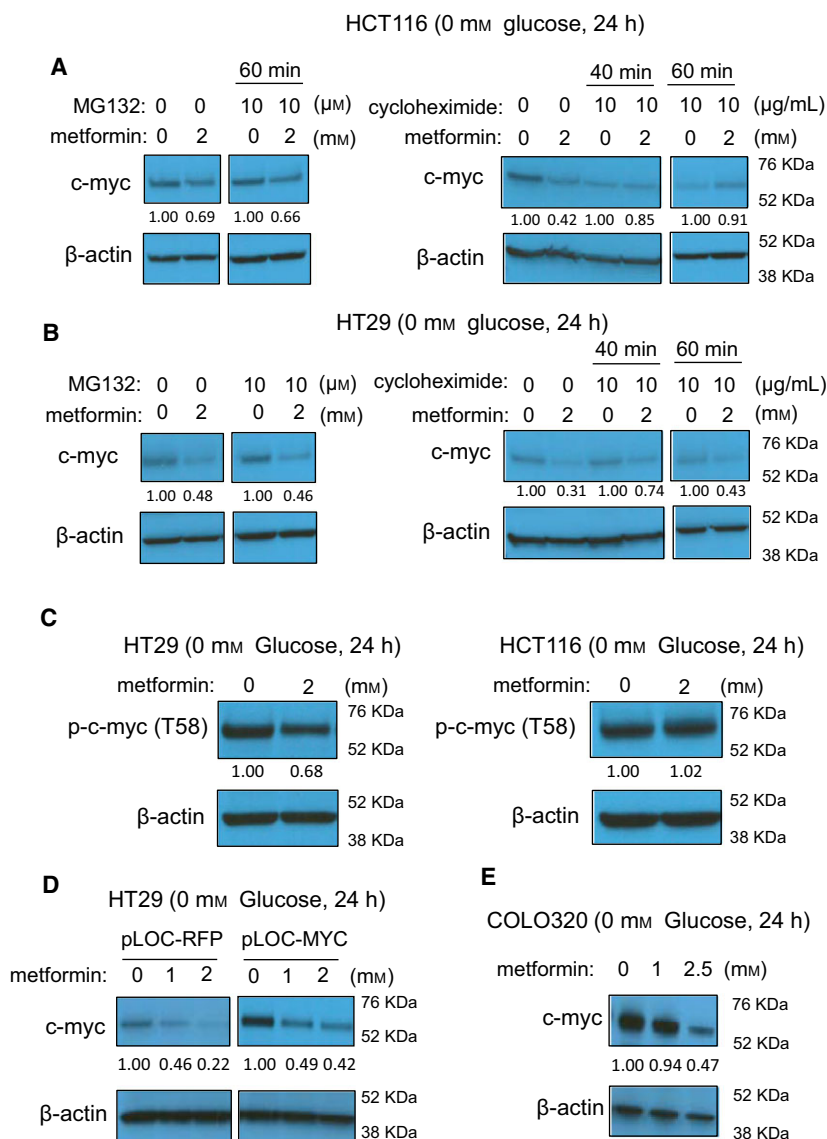 HCT116 (0 mM glucose, 24 h)
A
60 min
MG132: 0 0 10 10 (µM)
metformin: 0 2 0 2 (mM)
c-myc
1.00 0.69 1.00 0.66
β-actin
40 min 60 min
cycloheximide: 0 0 10 10 10 10 (µg/mL)
metformin: 0 2 0 2 0 2 (mM)
c-myc
76 KDa
52 KDa
1.00 0.42 1.00 0.85 1.00 0.91
β-actin
52 KDa
38 KDa
B
HT29 (0 mM glucose, 24 h)
MG132: 0 0 10 10 (µM)
metformin: 0 2 0 2 (mM)
c-myc
1.00 0.48 1.00 0.46
β-actin
40 min 60 min
cycloheximide: 0 0 10 10 10 10 (µg/mL)
metformin: 0 2 0 2 0 2 (mM)
c-myc
76 KDa
52 KDa
1.00 0.31 1.00 0.74 1.00 0.43
β-actin
52 KDa
38 KDa
C
HT29 (0 mM Glucose, 24 h)
metformin: 0 2 (mM)
p-c-myc (T58)
76 KDa
52 KDa
1.00 0.68
β-actin
52 KDa
38 KDa
HCT116 (0 mM Glucose, 24 h)
metformin: 0 2 (mM)
p-c-myc (T58)
76 KDa
52 KDa
1.00 1.02
β-actin
52 KDa
38 KDa
D
HT29 (0 mM Glucose, 24 h)
pLOC-RFP pLOC-MYC
metformin: 0 1 2 0 1 2 (mM)
c-myc
76 KDa
52 KDa
1.00 0.46 0.22 1.00 0.49 0.42
β-actin
52 KDa
38 KDa
E
COLO320 (0 mM Glucose, 24 h)
metformin: 0 1 2.5 (mM)
c-myc
76 KDa
52 KDa
1.00 0.94 0.47
β-actin
52 KDa
38 KDa